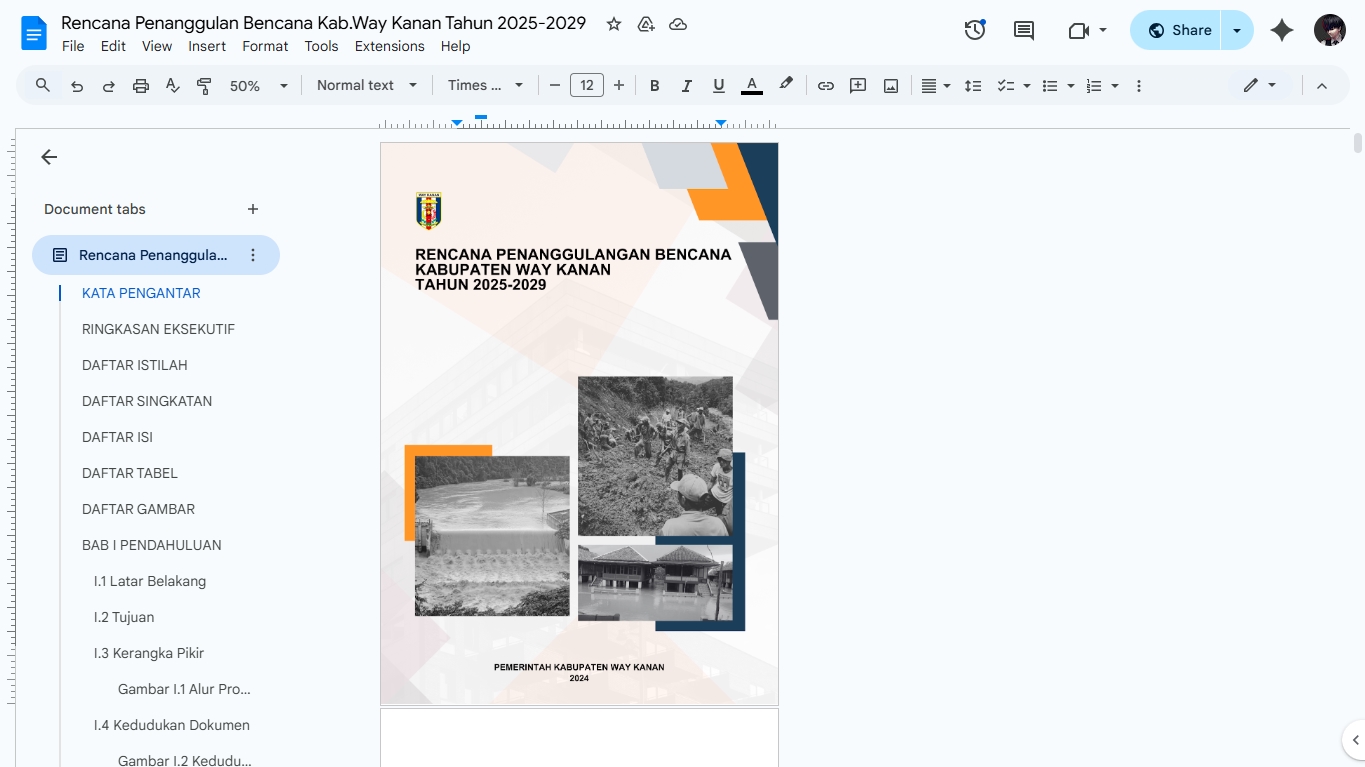 Rencana Penanggulan Bencana Kab.Way Kanan Tahun 2025-2029
File Edit View Insert Format Tools Extensions Help
Share
50% Normal text Times ... 12 B I U A
Document tabs
Rencana Penanggula...
KATA PENGANTAR
RINGKASAN EKSEKUTIF
DAFTAR ISTILAH
DAFTAR SINGKATAN
DAFTAR ISI
DAFTAR TABEL
DAFTAR GAMBAR
BAB I PENDAHULUAN
I.1 Latar Belakang
I.2 Tujuan
I.3 Kerangka Pikir
Gambar I.1 Alur Pro...
I.4 Kedudukan Dokumen
Gambar I.2 Kedudu...
WAY KANAN
RENCANA PENANGGULANGAN BENCANA
KABUPATEN WAY KANAN
TAHUN 2025-2029
PEMERINTAH KABUPATEN WAY KANAN
2024